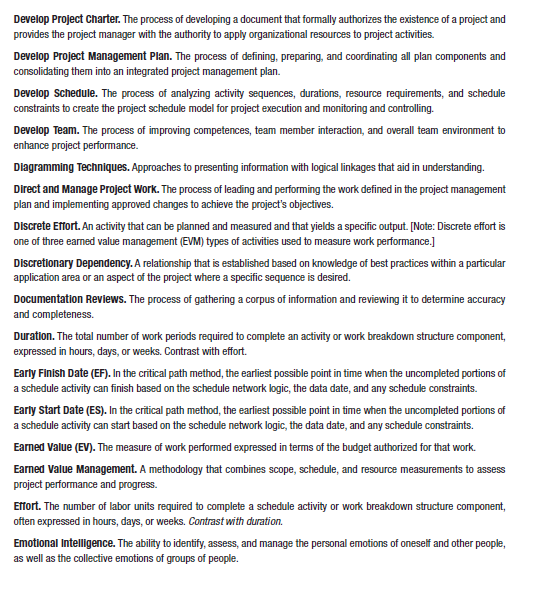 Develop Project Charter. The process of developing a document that formally authorizes the existence of a project and
provides the project manager with the authority to apply organizational resources to project activities.
Develop Project Management Plan. The process of defining, preparing, and coordinating all plan components and
consolidating them into an integrated project management plan.
Develop Schedule. The process of analyzing activity sequences, durations, resource requirements, and schedule
constraints to create the project schedule model for project execution and monitoring and controlling.
Develop Team. The process of improving competences, team member interaction, and overall team environment to
enhance project performance.
Diagramming Techniques. Approaches to presenting information with logical linkages that aid in understanding.
Direct and Manage Project Work. The process of leading and performing the work defined in the project management
plan and implementing approved changes to achieve the project's objectives.
Discrete Effort. An activity that can be planned and measured and that yields a specific output. [Note: Discrete effort is
one of three earned value management (EVM) types of activities used to measure work performance.]
Discretionary Dependency. A relationship that is established based on knowledge of best practices within a particular
application area or an aspect of the project where a specific sequence is desired.
Documentation Reviews. The process of gathering a corpus of information and reviewing it to determine accuracy
and completeness.
Duration. The total number of work periods required to complete an activity or work breakdown structure component,
expressed in hours, days, or weeks. Contrast with effort.
Early Finish Date (EF). In the critical path method, the earliest possible point in time when the uncompleted portions of
a schedule activity can finish based on the schedule network logic, the data date, and any schedule constraints.
Early Start Date (ES). In the critical path method, the earliest possible point in time when the uncompleted portions of
a schedule activity can start based on the schedule network logic, the data date, and any schedule constraints.
Earned Value (EV). The measure of work performed expressed in terms of the budget authorized for that work.
Earned Value Management. A methodology that combines scope, schedule, and resource measurements to assess
project performance and progress.
Effort. The number of labor units required to complete a schedule activity or work breakdown structure component,
often expressed in hours, days, or weeks. Contrast with duration.
Emotional Intelligence. The ability to identify, assess, and manage the personal emotions of oneself and other people,
as well as the collective emotions of groups of people.